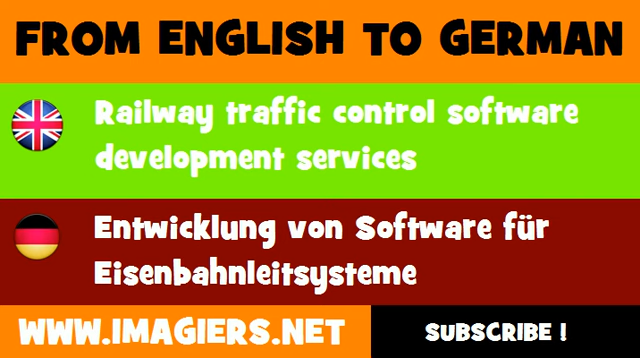 FROM ENGLISH TO GERMAN
Railway traffic control software
development services
Entwicklung von Software für
Eisenbahnleitsysteme
WWW.IMAGIERS.NET
SUBSCRIBE !